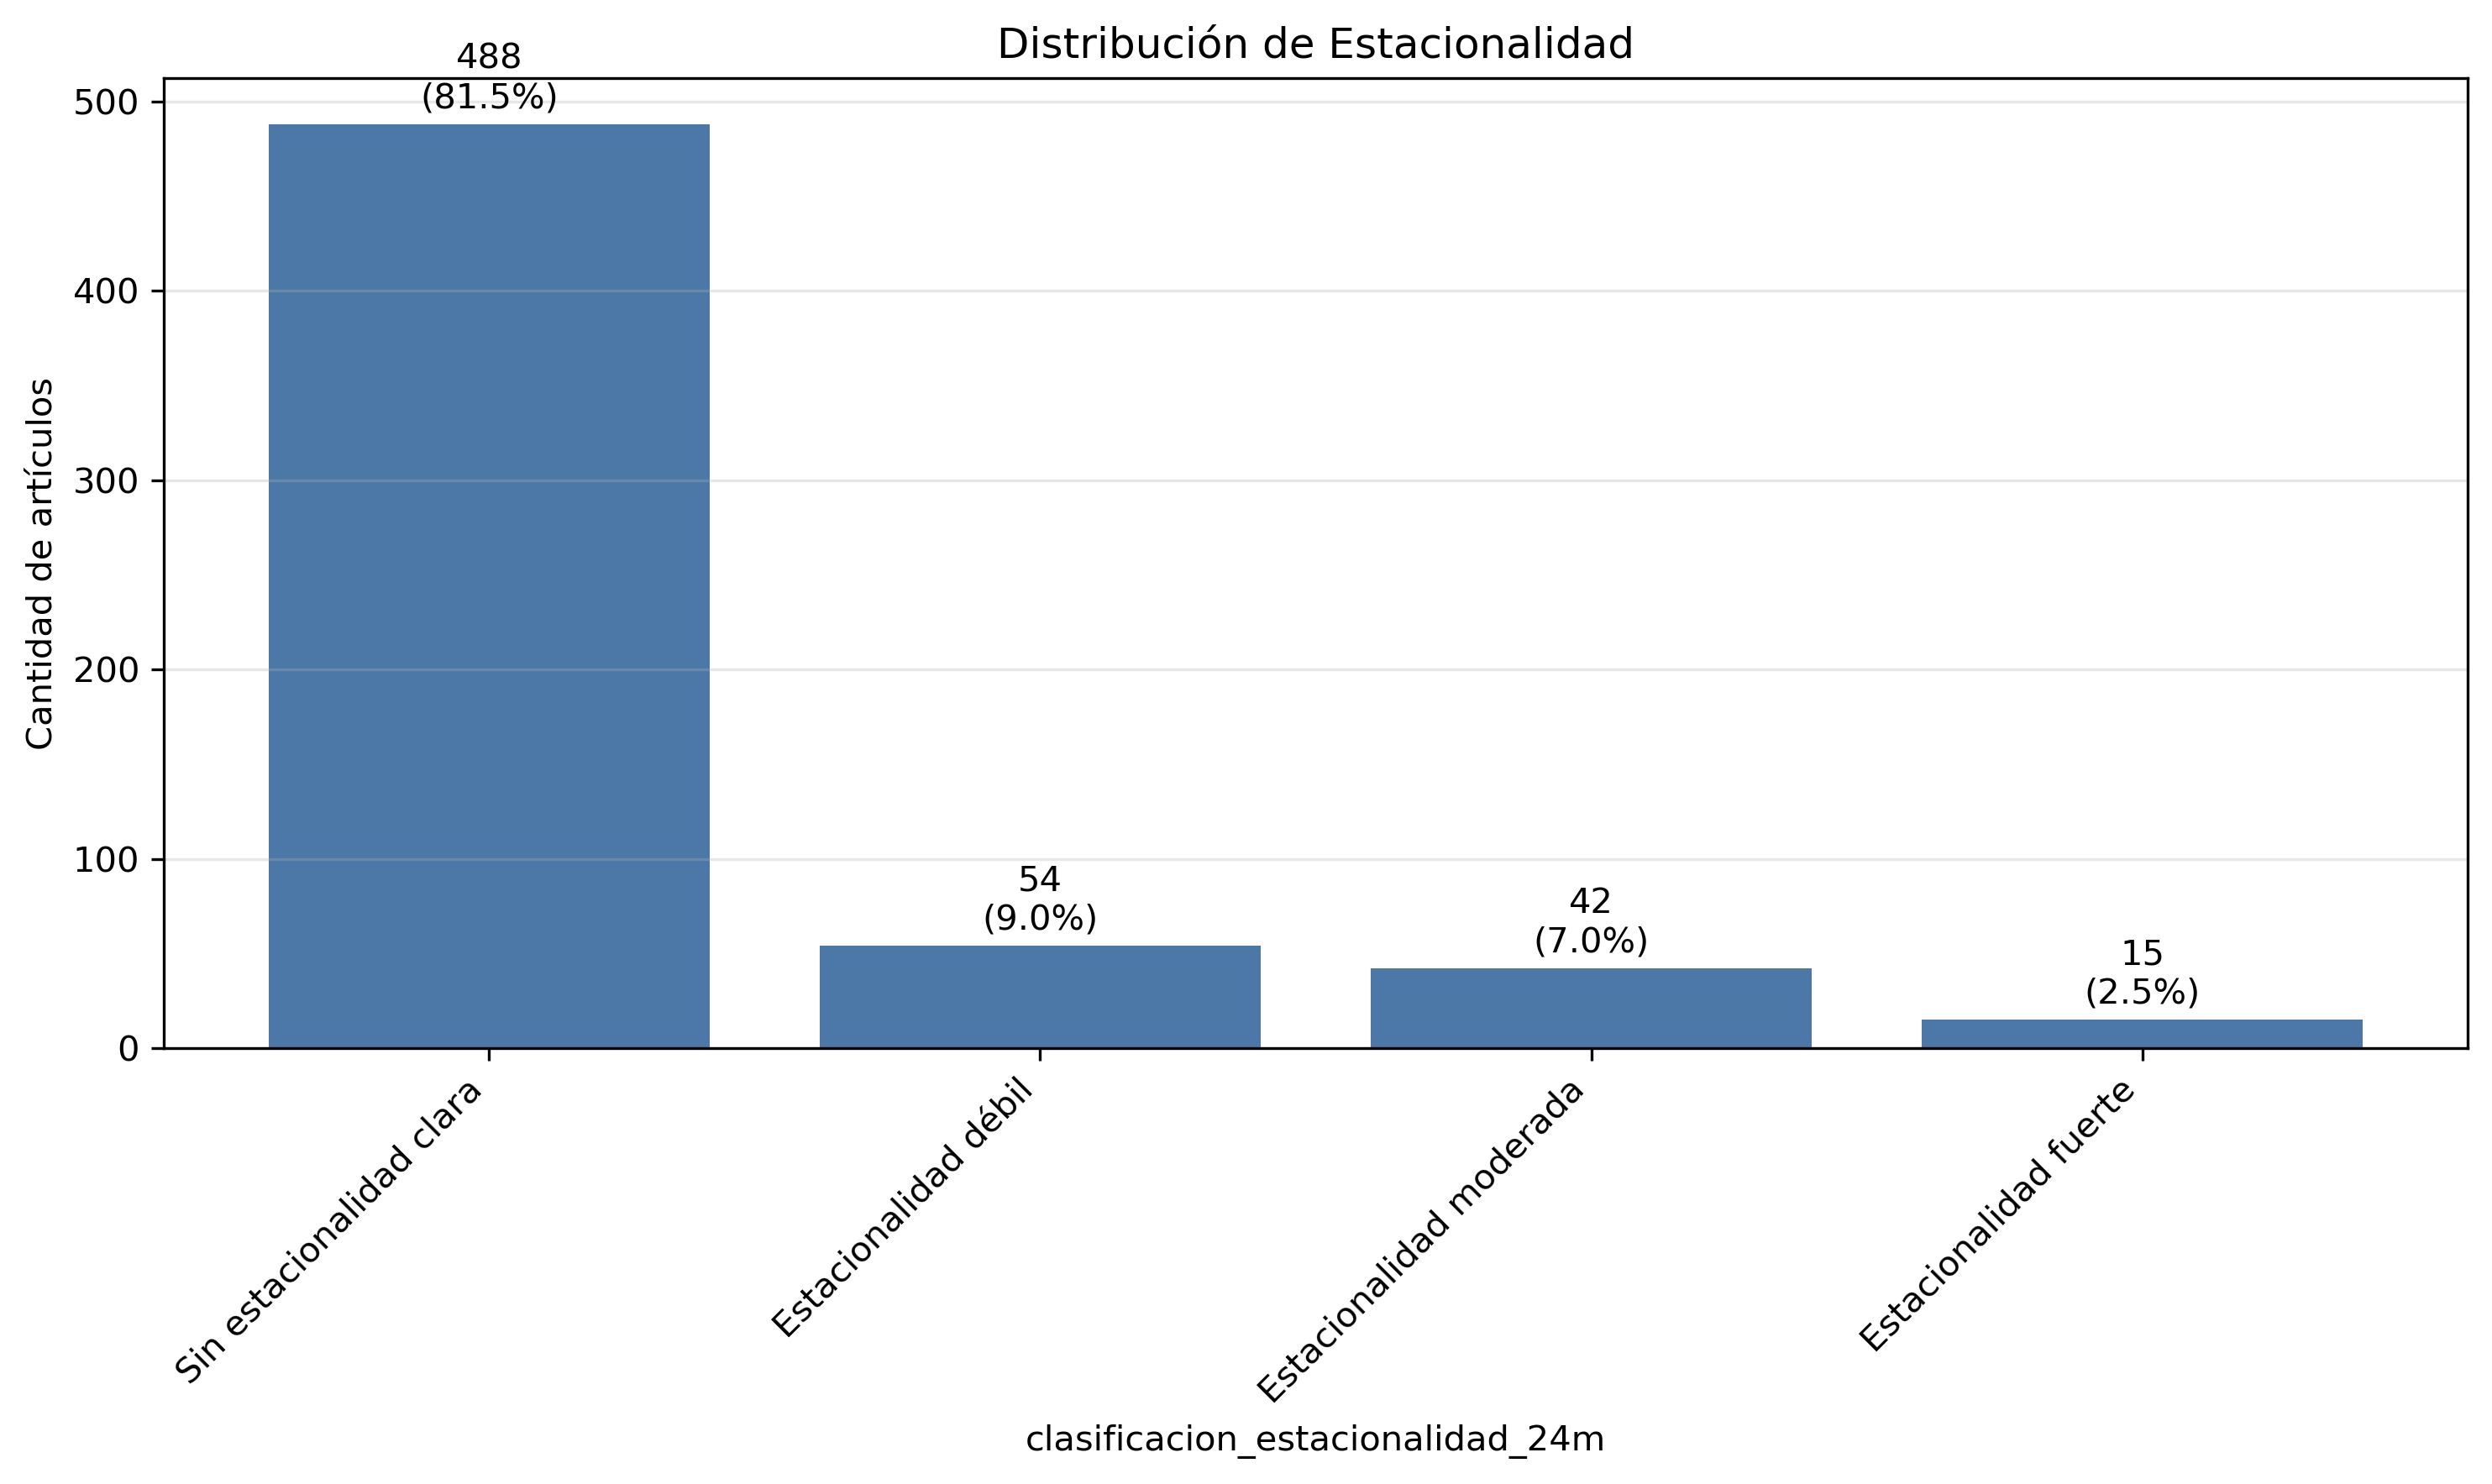 Distribución de Estacionalidad
488
(81.5%)
500
400
300
200
100
0
Cantidad de artículos
54
(9.0%)
42
(7.0%)
15
(2.5%)
Sin estacionalidad clara
Estacionalidad débil
Estacionalidad moderada
Estacionalidad fuerte
clasificacion_estacionalidad_24m